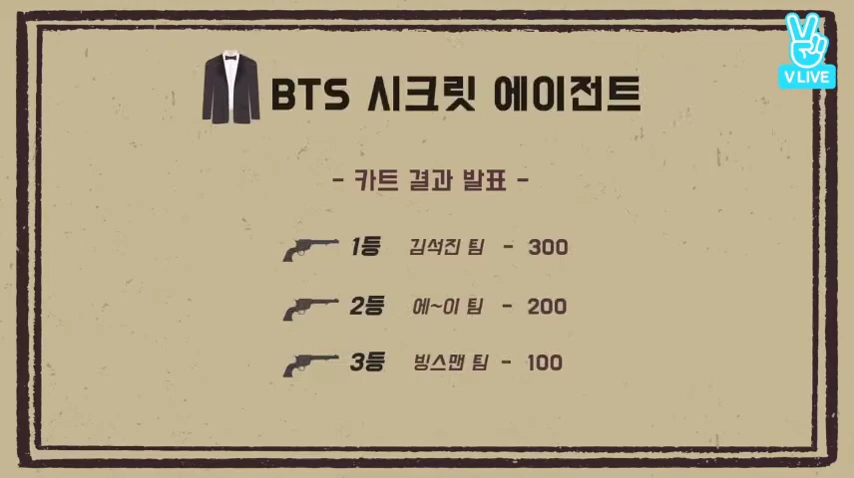 V LIVE
BTS 시크릿 에이전트
- 카트 결과 발표 -
1등 김석진 팀 - 300
2등 에~이 팀 - 200
3등 빙스맨 팀 - 100